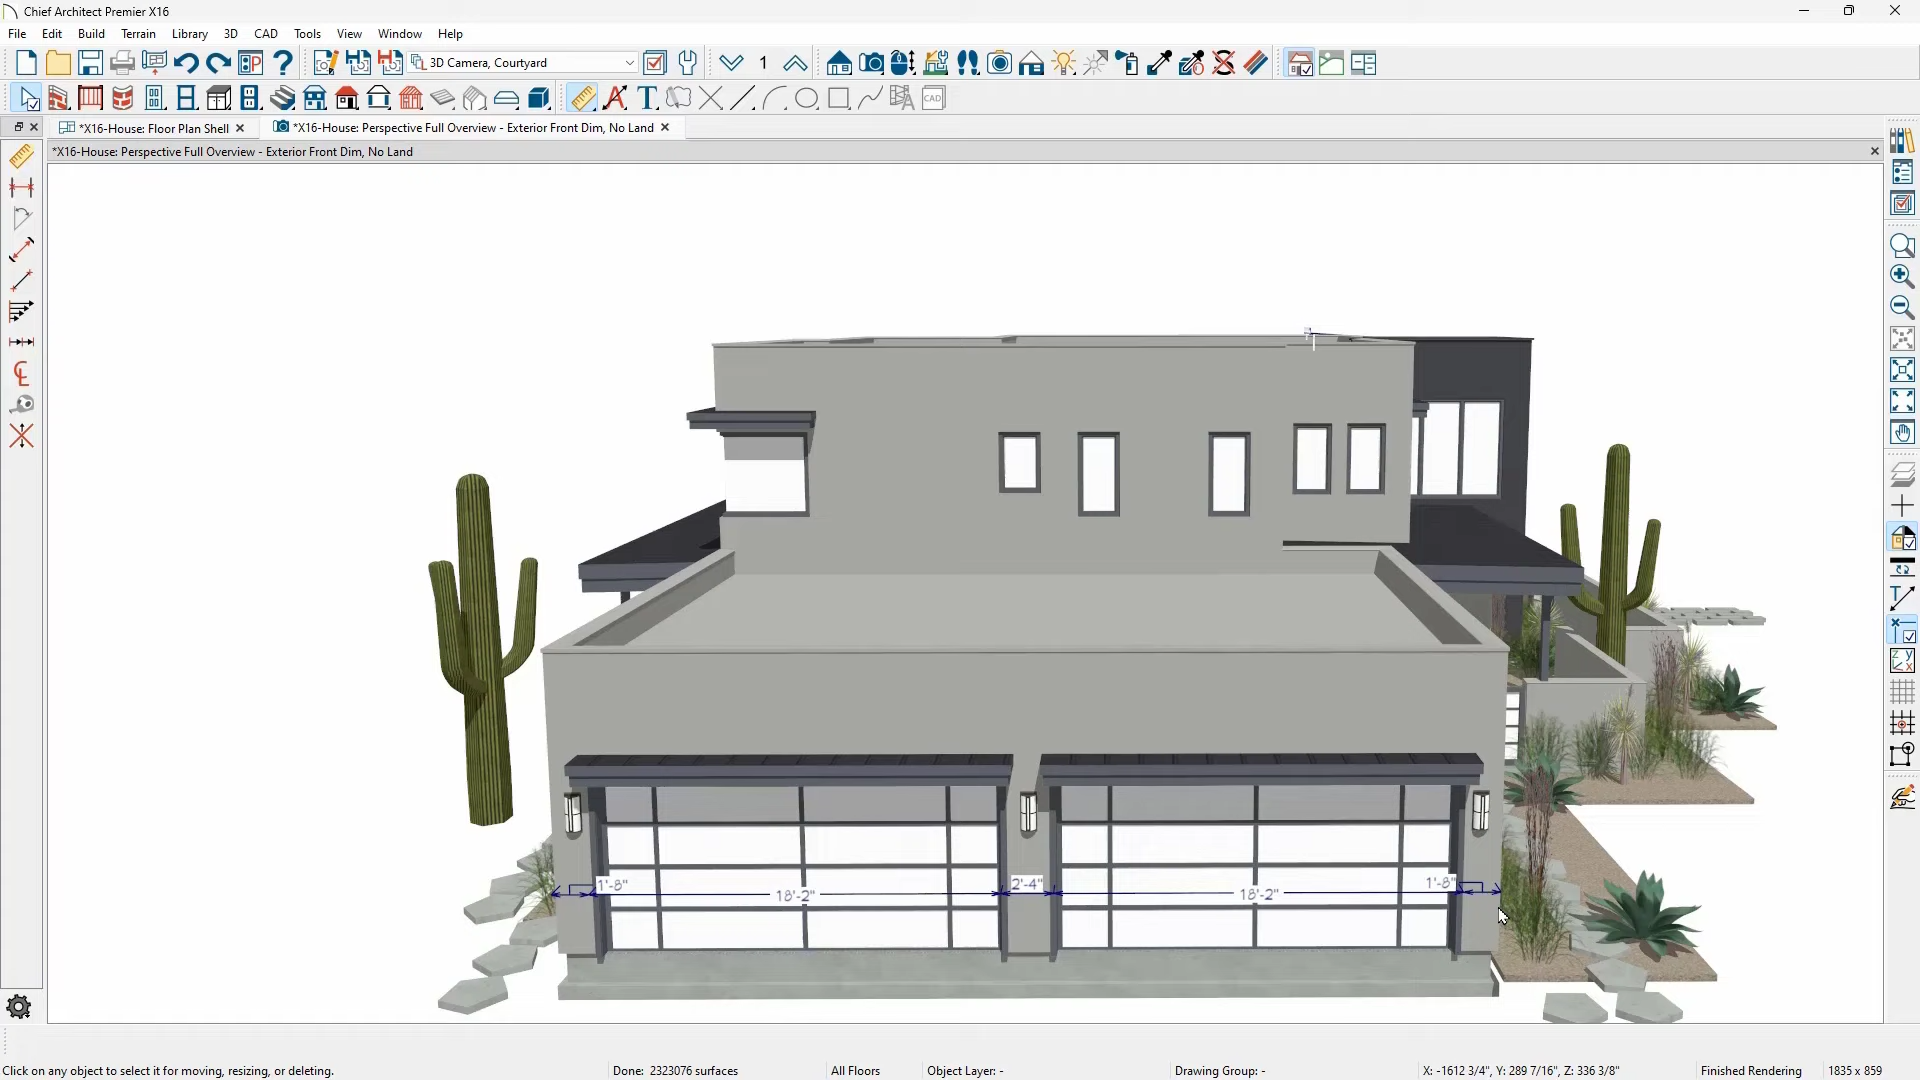 Chief Architect Premier X16
File Edit Build Terrain Library 3D CAD Tools View Window Help
3D Camera, Courtyard
1
CAD
*X16-House: Floor Plan Shell
*X16-House: Perspective Full Overview - Exterior Front Dim, No Land
*X16-House: Perspective Full Overview - Exterior Front Dim, No Land
1'-8" 18'-2" 2'-4" 18'-2" 1'-8"
Click on any object to select it for moving, resizing, or deleting.
Done: 2323076 surfaces
All Floors
Object Layer: -
Drawing Group: -
X: -1612 3/4", Y: 289 7/16", Z: 336 3/8"
Finished Rendering
1835 x 859